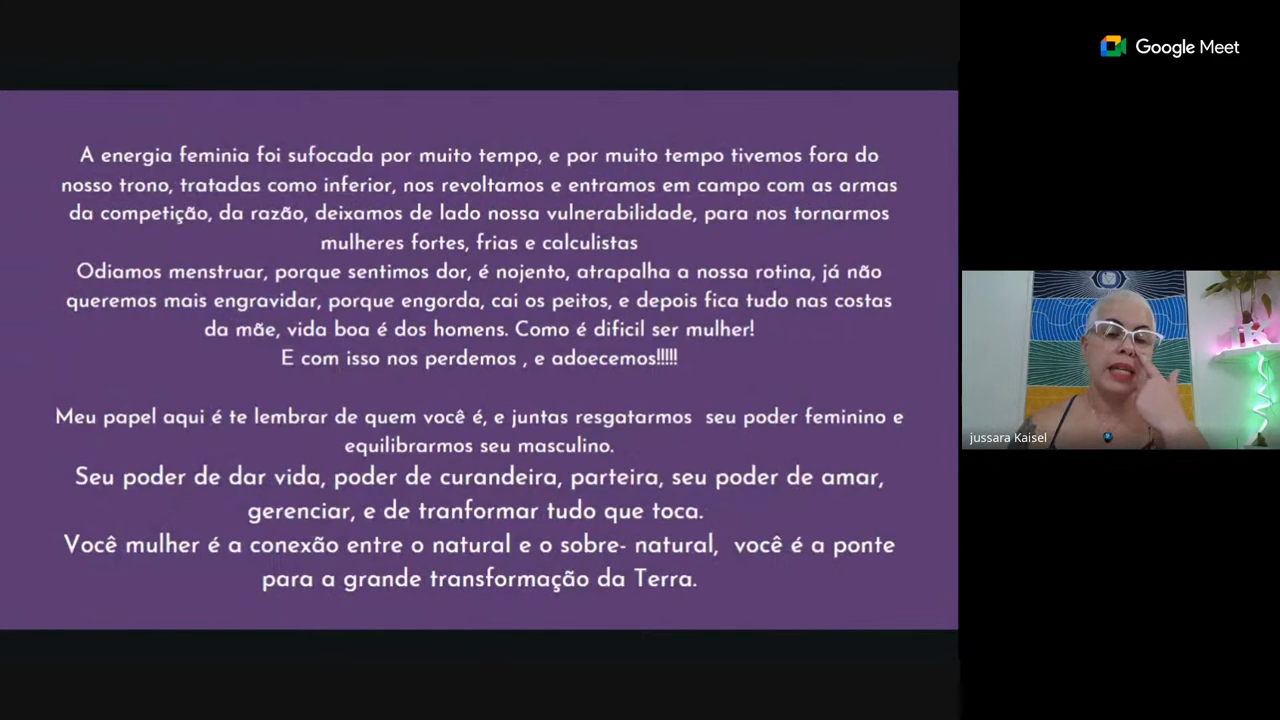 A energia feminia foi sufocada por muito tempo, e por muito tempo tivemos fora do
nosso trono, tratadas como inferior, nos revoltamos e entramos em campo com as armas
da competição, da razão, deixamos de lado nossa vulnerabilidade, para nos tornarmos
mulheres fortes, frias e calculistas
Odiamos menstruar, porque sentimos dor, é nojento, atrapalha a nossa rotina, já não
queremos mais engravidar, porque engorda, cai os peitos, e depois fica tudo nas costas
da mãe, vida boa é dos homens. Como é dificil ser mulher!
E com isso nos perdemos , e adoecemos!!!!!
Meu papel aqui é te lembrar de quem você é, e juntas resgatarmos seu poder feminino e
equilibrarmos seu masculino.
Seu poder de dar vida, poder de curandeira, parteira, seu poder de amar,
gerenciar, e de tranformar tudo que toca.
Você mulher é a conexão entre o natural e o sobre- natural, você é a ponte
para a grande transformação da Terra.
Google Meet
jussara Kaisel